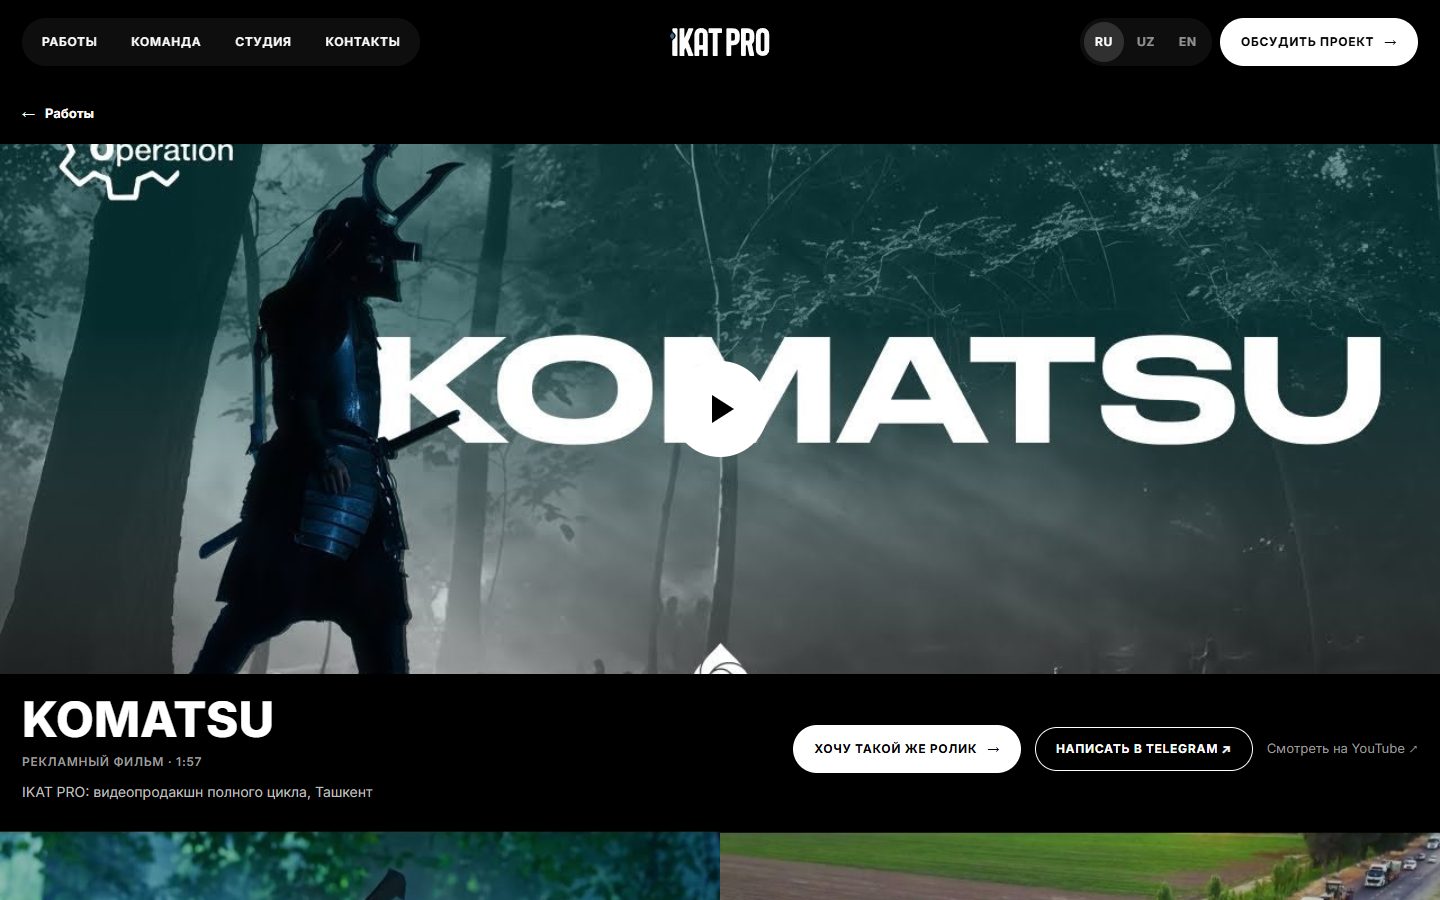 РАБОТЫ КОМАНДА СТУДИЯ КОНТАКТЫ
IKAT PRO
RU UZ EN
ОБСУДИТЬ ПРОЕКТ →
← Работы
Operation
KOMATSU
KOMATSU
РЕКЛАМНЫЙ ФИЛЬМ · 1:57
IKAT PRO: видеопродакшн полного цикла, Ташкент
ХОЧУ ТАКОЙ ЖЕ РОЛИК →
НАПИСАТЬ В TELEGRAM ↗
Смотреть на YouTube ↗